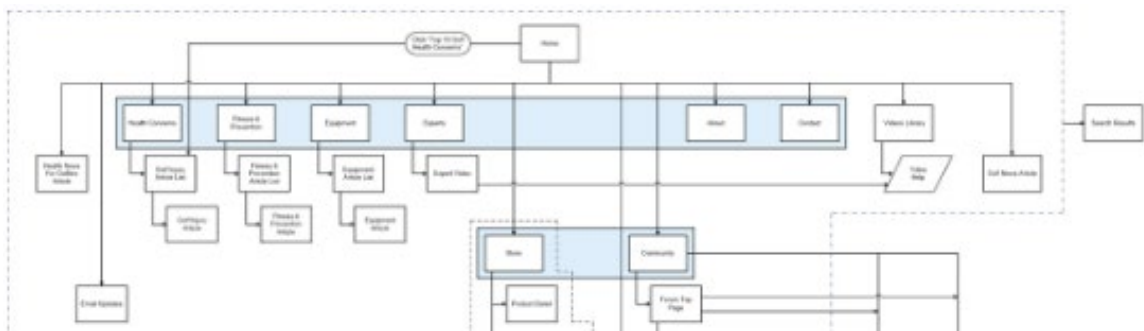 Click "Top 10 Golf
Health Concerns"
Home
Health Concerns
Fitness &
Prevention
Equipment
Experts
About
Contact
Videos Library
Search Results
Health News
For Golfers
Article
Golf Injury
Article List
Fitness &
Prevention
Article List
Equipment
Article List
Expert Video
Video
Golf News Article
Golf Injury
Article
Fitness &
Prevention
Article
Equipment
Article
Store
Community
Email Updates
Product Detail
Forum Top
Page